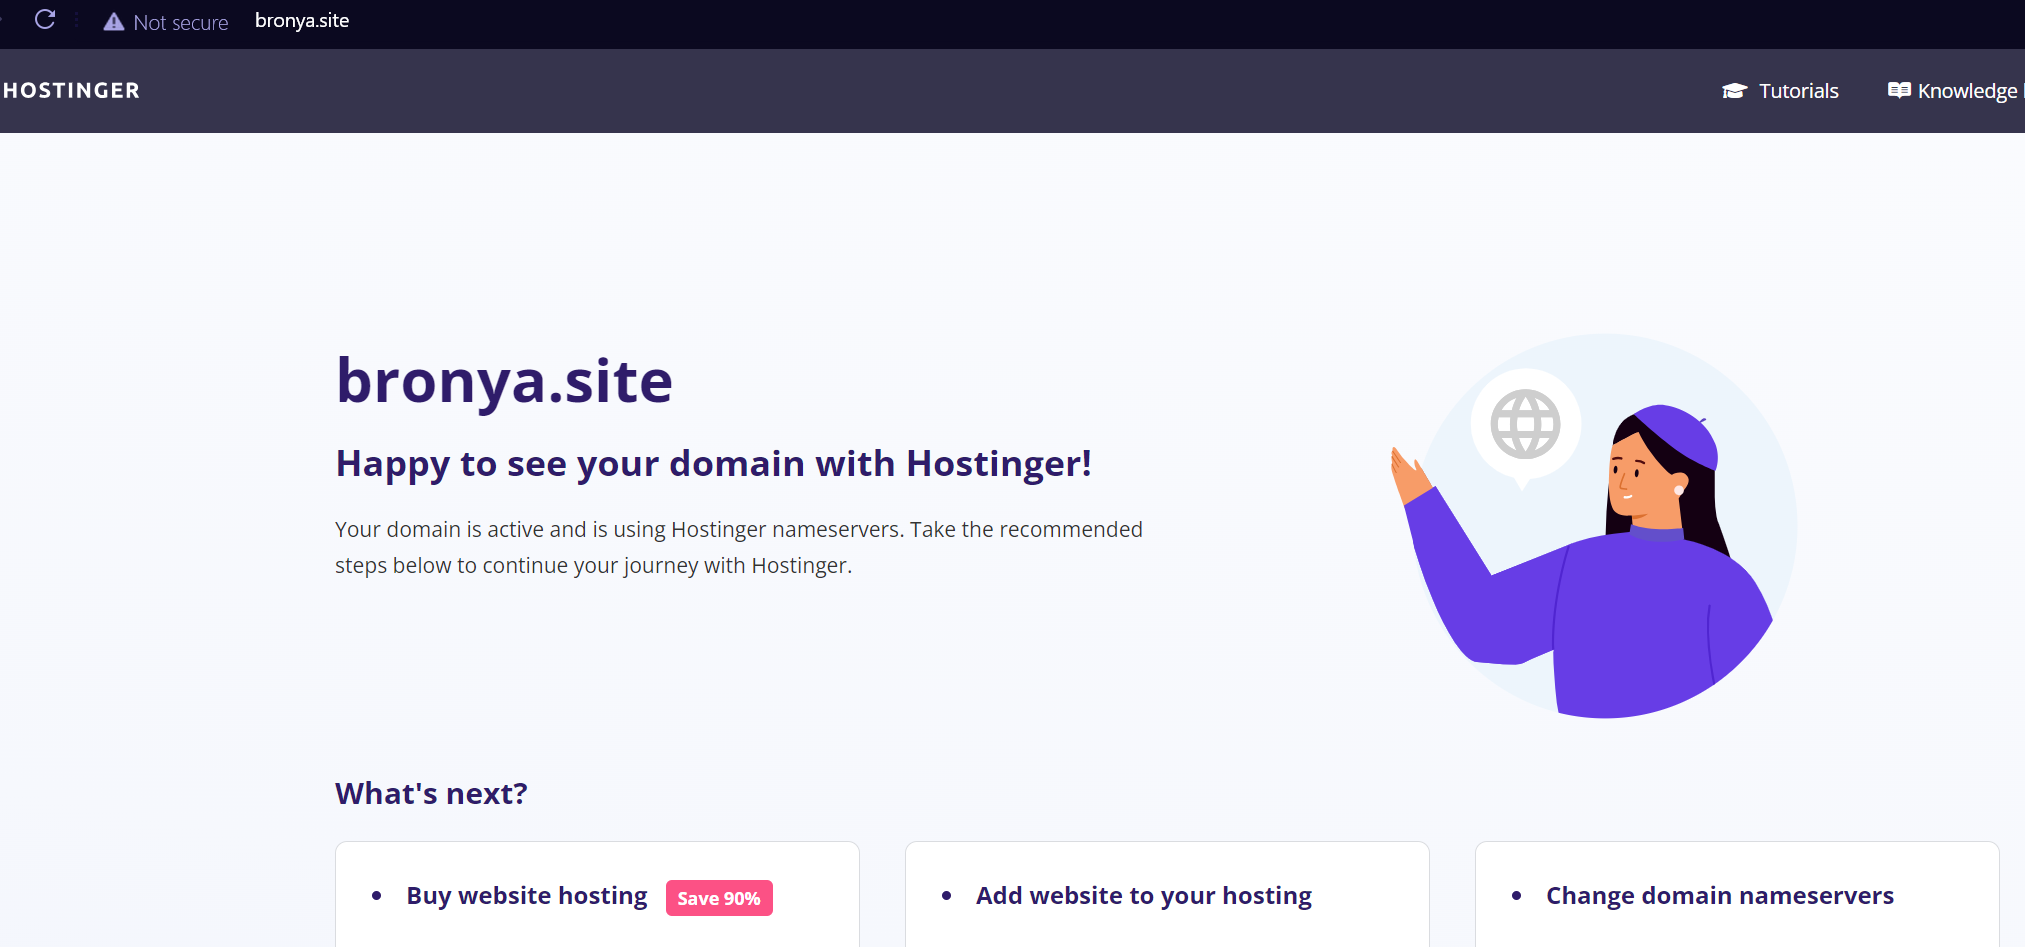 Not secure bronya.site
HOSTINGER Tutorials Knowledge
bronya.site
Happy to see your domain with Hostinger!
Your domain is active and is using Hostinger nameservers. Take the recommended
steps below to continue your journey with Hostinger.
What's next?
• Buy website hosting Save 90%
• Add website to your hosting
• Change domain nameservers